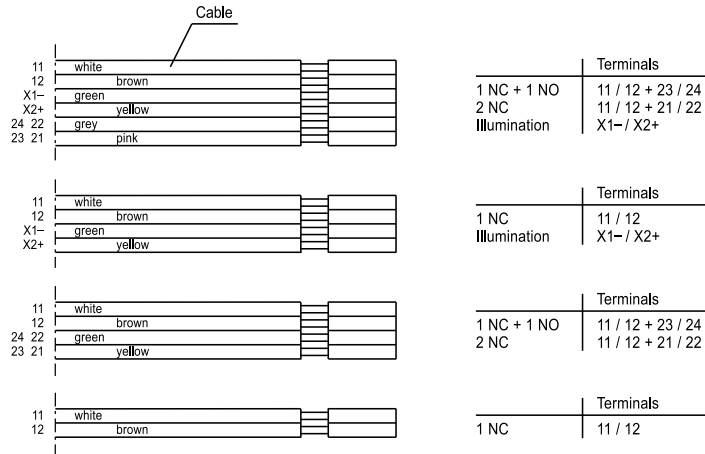 Cable
11 white
12 brown
X1– green
X2+ yellow
24 22 grey
23 21 pink
Terminals
1 NC + 1 NO 11 / 12 + 23 / 24
2 NC 11 / 12 + 21 / 22
Illumination X1– / X2+
11 white
12 brown
X1– green
X2+ yellow
Terminals
1 NC 11 / 12
Illumination X1– / X2+
11 white
12 brown
24 22 green
23 21 yellow
Terminals
1 NC + 1 NO 11 / 12 + 23 / 24
2 NC 11 / 12 + 21 / 22
11 white
12 brown
Terminals
1 NC 11 / 12